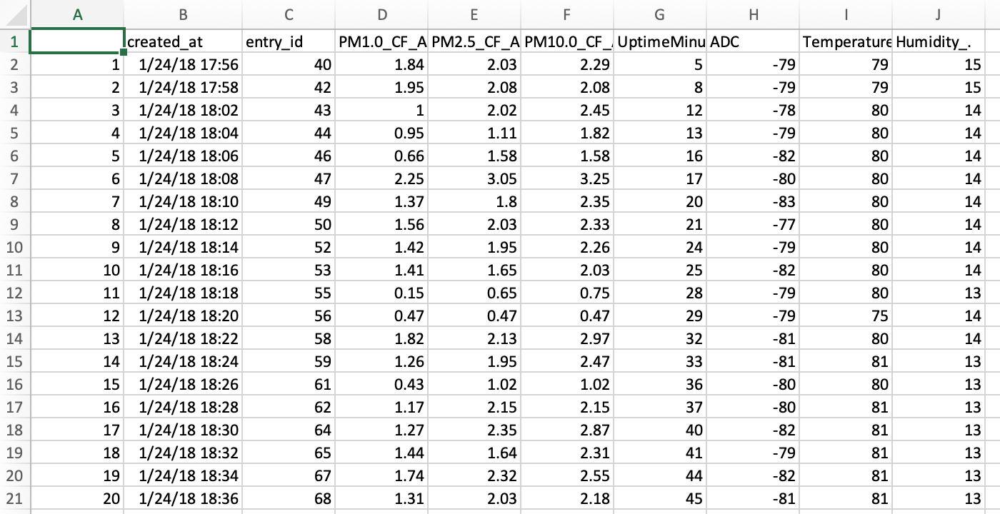 A B C D E F G H I J
1 created_at entry_id PM1.0_CF_A PM2.5_CF_A PM10.0_CF_ UptimeMinu ADC Temperature Humidity_.
2 1 1/24/18 17:56 40 1.84 2.03 2.29 5 -79 79 15
3 2 1/24/18 17:58 42 1.95 2.08 2.08 8 -79 79 15
4 3 1/24/18 18:02 43 1 2.02 2.45 12 -78 80 14
5 4 1/24/18 18:04 44 0.95 1.11 1.82 13 -79 80 14
6 5 1/24/18 18:06 46 0.66 1.58 1.58 16 -82 80 14
7 6 1/24/18 18:08 47 2.25 3.05 3.25 17 -80 80 14
8 7 1/24/18 18:10 49 1.37 1.8 2.35 20 -83 80 14
9 8 1/24/18 18:12 50 1.56 2.03 2.33 21 -77 80 14
10 9 1/24/18 18:14 52 1.42 1.95 2.26 24 -79 80 14
11 10 1/24/18 18:16 53 1.41 1.65 2.03 25 -82 80 14
12 11 1/24/18 18:18 55 0.15 0.65 0.75 28 -79 80 13
13 12 1/24/18 18:20 56 0.47 0.47 0.47 29 -79 75 14
14 13 1/24/18 18:22 58 1.82 2.13 2.97 32 -81 80 14
15 14 1/24/18 18:24 59 1.26 1.95 2.47 33 -81 81 13
16 15 1/24/18 18:26 61 0.43 1.02 1.02 36 -80 80 13
17 16 1/24/18 18:28 62 1.17 2.15 2.15 37 -80 81 13
18 17 1/24/18 18:30 64 1.27 2.35 2.87 40 -82 81 13
19 18 1/24/18 18:32 65 1.44 1.64 2.31 41 -79 81 13
20 19 1/24/18 18:34 67 1.74 2.32 2.55 44 -82 81 13
21 20 1/24/18 18:36 68 1.31 2.03 2.18 45 -81 81 13